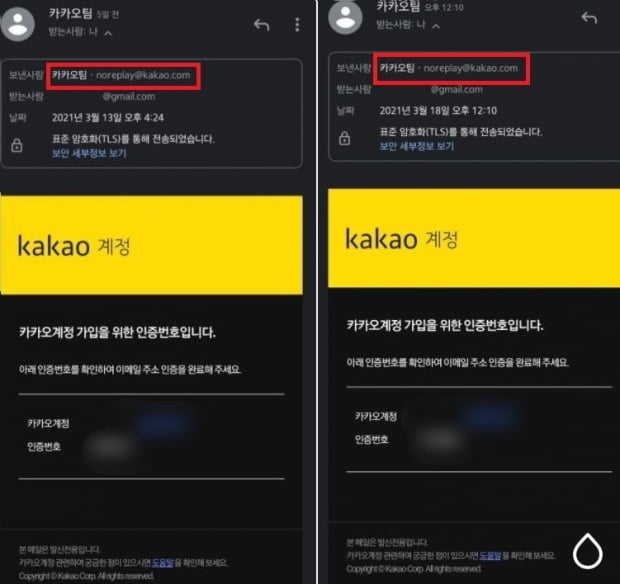 카카오팀 5일 전
받는사람: 나
보낸사람 카카오팀 · noreplay@kakao.com
받는사람 @gmail.com
날짜 2021년 3월 13일 오후 4:24
표준 암호화(TLS)를 통해 전송되었습니다.
보안 세부정보 보기
kakao 계정
카카오계정 가입을 위한 인증번호입니다.
아래 인증번호를 확인하여 이메일 주소 인증을 완료해 주세요.
카카오계정
인증번호
본 메일은 발신전용입니다.
카카오계정 관련하여 궁금한 점이 있으시면 도움말을 확인해 보세요.
Copyright © Kakao Corp. All rights reserved.
카카오팀 오후 12:10
받는사람: 나
보낸사람 카카오팀 · noreplay@kakao.com
받는사람 @gmail.com
날짜 2021년 3월 18일 오후 12:10
표준 암호화(TLS)를 통해 전송되었습니다.
보안 세부정보 보기
kakao 계정
카카오계정 가입을 위한 인증번호입니다.
아래 인증번호를 확인하여 이메일 주소 인증을 완료해 주세요.
카카오계정
인증번호
본 메일은 발신전용입니다.
카카오계정 관련하여 궁금한 점이 있으시면 도움말을 확인해 보세요.
Copyright © Kakao Corp. All rights reserved.